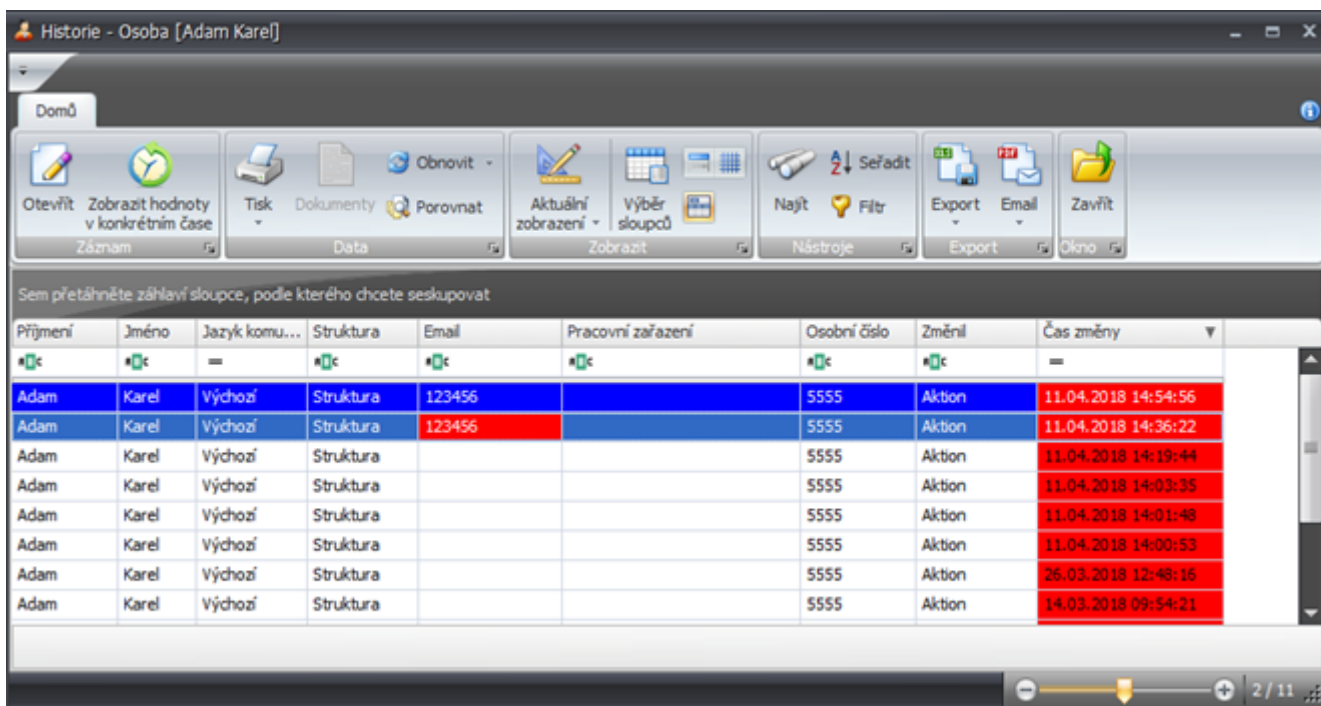 Historie - Osoba [Adam Karel]
Domů
Otevřít Zobrazit hodnoty v konkrétním čase Tisk Dokumenty Obnovit Porovnat Aktuální zobrazení Výběr sloupců Najít Seřadit Filtr Export Email Zavřít
Záznam Data Zobrazit Nástroje Export Okno
Sem přetáhněte záhlaví sloupce, podle kterého chcete seskupovat
Příjmení Jméno Jazyk komu... Struktura Email Pracovní zařazení Osobní číslo Změnil Čas změny
= =
Adam Karel Výchozí Struktura 123456 5555 Aktion 11.04.2018 14:54:56
Adam Karel Výchozí Struktura 123456 5555 Aktion 11.04.2018 14:36:22
Adam Karel Výchozí Struktura 5555 Aktion 11.04.2018 14:19:44
Adam Karel Výchozí Struktura 5555 Aktion 11.04.2018 14:03:35
Adam Karel Výchozí Struktura 5555 Aktion 11.04.2018 14:01:48
Adam Karel Výchozí Struktura 5555 Aktion 11.04.2018 14:00:53
Adam Karel Výchozí Struktura 5555 Aktion 26.03.2018 12:48:16
Adam Karel Výchozí Struktura 5555 Aktion 14.03.2018 09:54:21
2 / 11